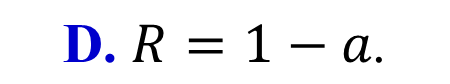 D. R = 1 − a.